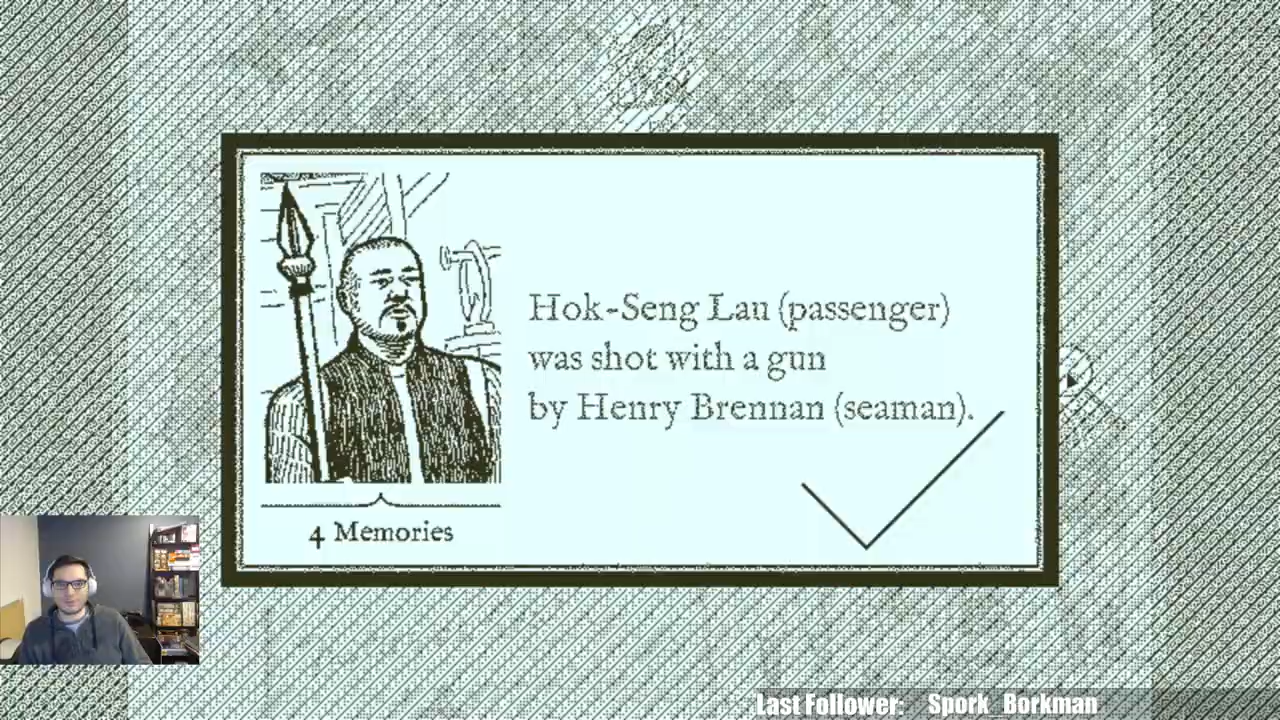 Hok-Seng Lau (passenger)
was shot with a gun
by Henry Brennan (seaman).
4 Memories
Last Follower: Spork_Borkman